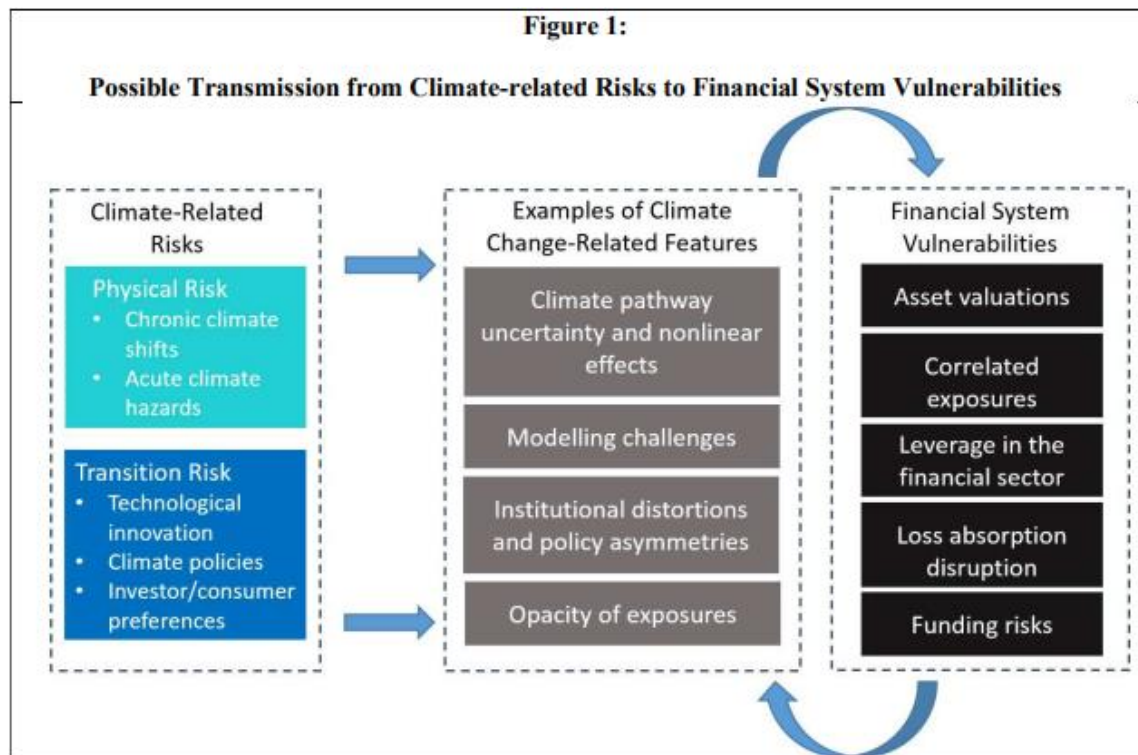 Figure 1:
Possible Transmission from Climate-related Risks to Financial System Vulnerabilities
Climate-Related
Risks
Physical Risk
• Chronic climate
shifts
• Acute climate
hazards
Transition Risk
• Technological
innovation
• Climate policies
• Investor/consumer
preferences
Examples of Climate
Change-Related Features
Climate pathway
uncertainty and nonlinear
effects
Modelling challenges
Institutional distortions
and policy asymmetries
Opacity of exposures
Financial System
Vulnerabilities
Asset valuations
Correlated
exposures
Leverage in the
financial sector
Loss absorption
disruption
Funding risks